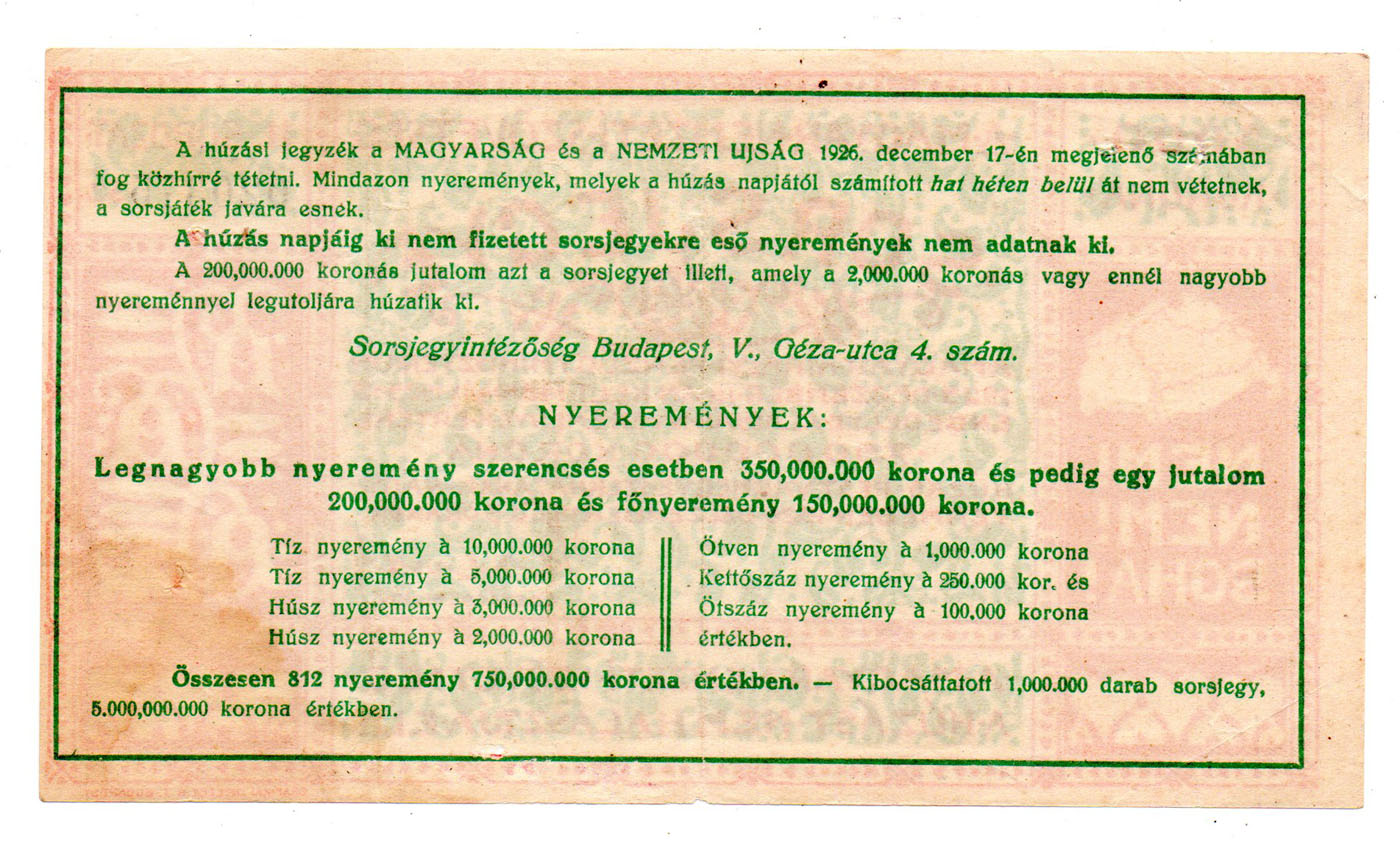 A húzási jegyzék a MAGYARSÁG és a NEMZETI UJSÁG 1926. december 17-én megjelenő számában
fog közhírré tétetni. Mindazon nyeremények, melyek a húzás napjától számított hat héten belül át nem vétetnek,
a sorsjáték javára esnek.
A húzás napjáig ki nem fizetett sorsjegyekre eső nyeremények nem adatnak ki.
A 200,000.000 koronás jutalom azt a sorsjegyet illeti, amely a 2,000.000 koronás vagy ennél nagyobb
nyereménnyel legutoljára húzatik ki.
Sorsjegyintézőség Budapest, V., Géza-utca 4. szám.
NYEREMÉNYEK:
Legnagyobb nyeremény szerencsés esetben 350,000.000 korona és pedig egy jutalom
200,000.000 korona és főnyeremény 150,000.000 korona.
Tíz nyeremény à 10,000.000 korona
Tíz nyeremény à 5,000.000 korona
Húsz nyeremény à 3,000.000 korona
Húsz nyeremény à 2,000.000 korona
Ötven nyeremény à 1,000.000 korona
Kettőszáz nyeremény à 250.000 kor. és
Ötszáz nyeremény à 100.000 korona
értékben.
Összesen 812 nyeremény 750,000.000 korona értékben. — Kibocsáttatott 1,000.000 darab sorsjegy,
5.000,000.000 korona értékben.